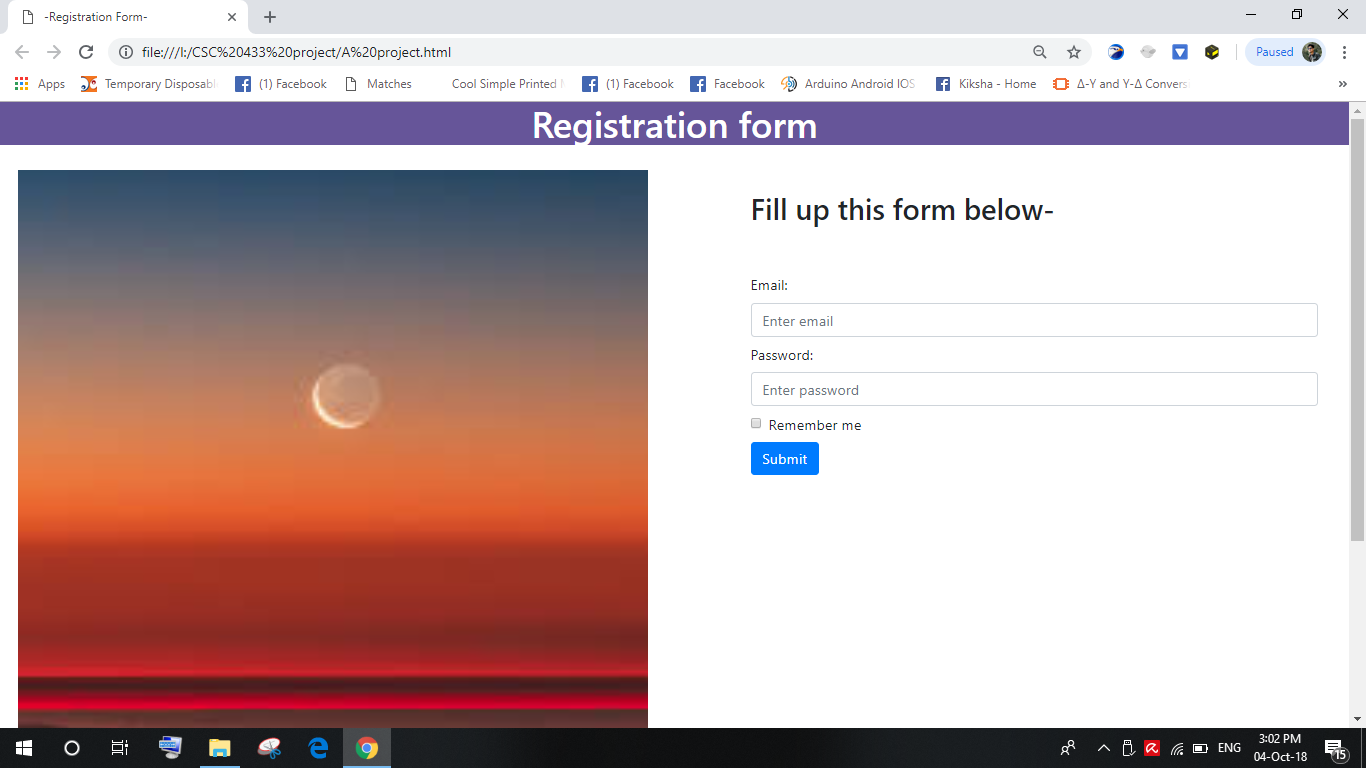 -Registration Form-
file:///I:/CSC%20433%20project/A%20project.html
Paused
Apps
Temporary Disposabl
(1) Facebook
Matches
Cool Simple Printed
(1) Facebook
Facebook
Arduino Android IOS
Kiksha - Home
Δ-Y and Y-Δ Convers
»
Registration form
Fill up this form below-
Email:
Enter email
Password:
Enter password
Remember me
Submit
ENG
3:02 PM
04-Oct-18
15